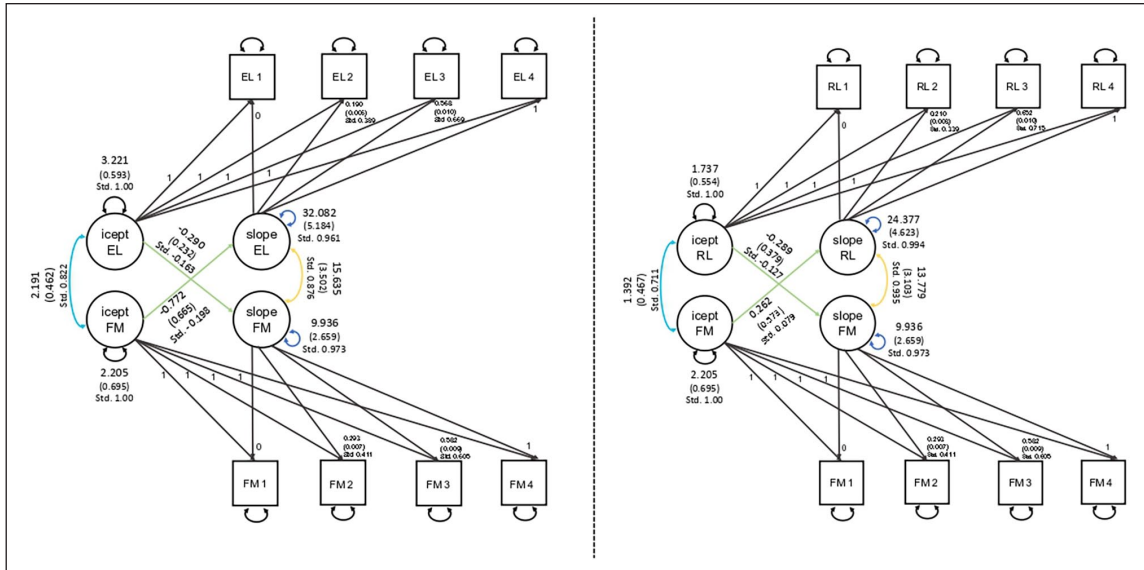 EL 1
EL 2
EL 3
EL 4
0
0.190
(0.008)
Std. 0.389
0.568
(0.010)
Std. 0.669
1
1
1
1
1
3.221
(0.593)
Std. 1.00
icept
EL
slope
EL
32.082
(5.184)
Std. 0.961
-0.290
(0.232)
Std. -0.163
2.191
(0.462)
Std. 0.822
15.635
(3.502)
Std. 0.876
-0.772
(0.665)
Std. -0.198
icept
FM
slope
FM
9.936
(2.659)
Std. 0.973
2.205
(0.695)
Std. 1.00
1
1
1
1
0
0.293
(0.007)
Std. 0.411
0.582
(0.009)
Std. 0.605
1
FM 1
FM 2
FM 3
FM 4
RL 1
RL 2
RL 3
RL 4
0
0.210
(0.008)
Std. 0.339
0.652
(0.010)
Std. 0.715
1
1
1
1
1
1.737
(0.554)
Std. 1.00
icept
RL
slope
RL
24.377
(4.623)
Std. 0.994
-0.289
(0.379)
Std. -0.127
1.392
(0.467)
Std. 0.711
13.779
(3.103)
Std. 0.935
0.262
(0.573)
Std. 0.079
icept
FM
slope
FM
9.936
(2.659)
Std. 0.973
2.205
(0.695)
Std. 1.00
1
1
1
1
0
0.293
(0.007)
Std. 0.411
0.582
(0.009)
Std. 0.605
1
FM 1
FM 2
FM 3
FM 4